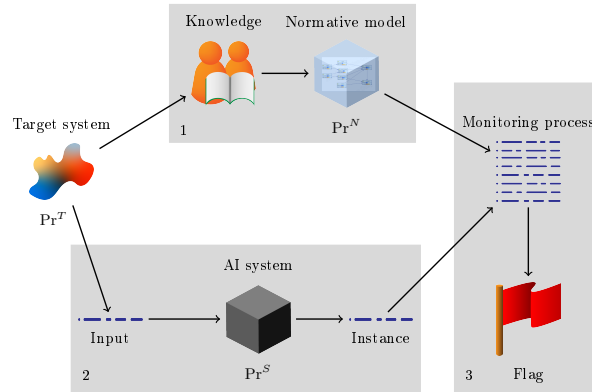 Knowledge
Normative model
1
Pr^N
Target system
Pr^T
Monitoring process
AI system
Input
Instance
Pr^S
2
3
Flag